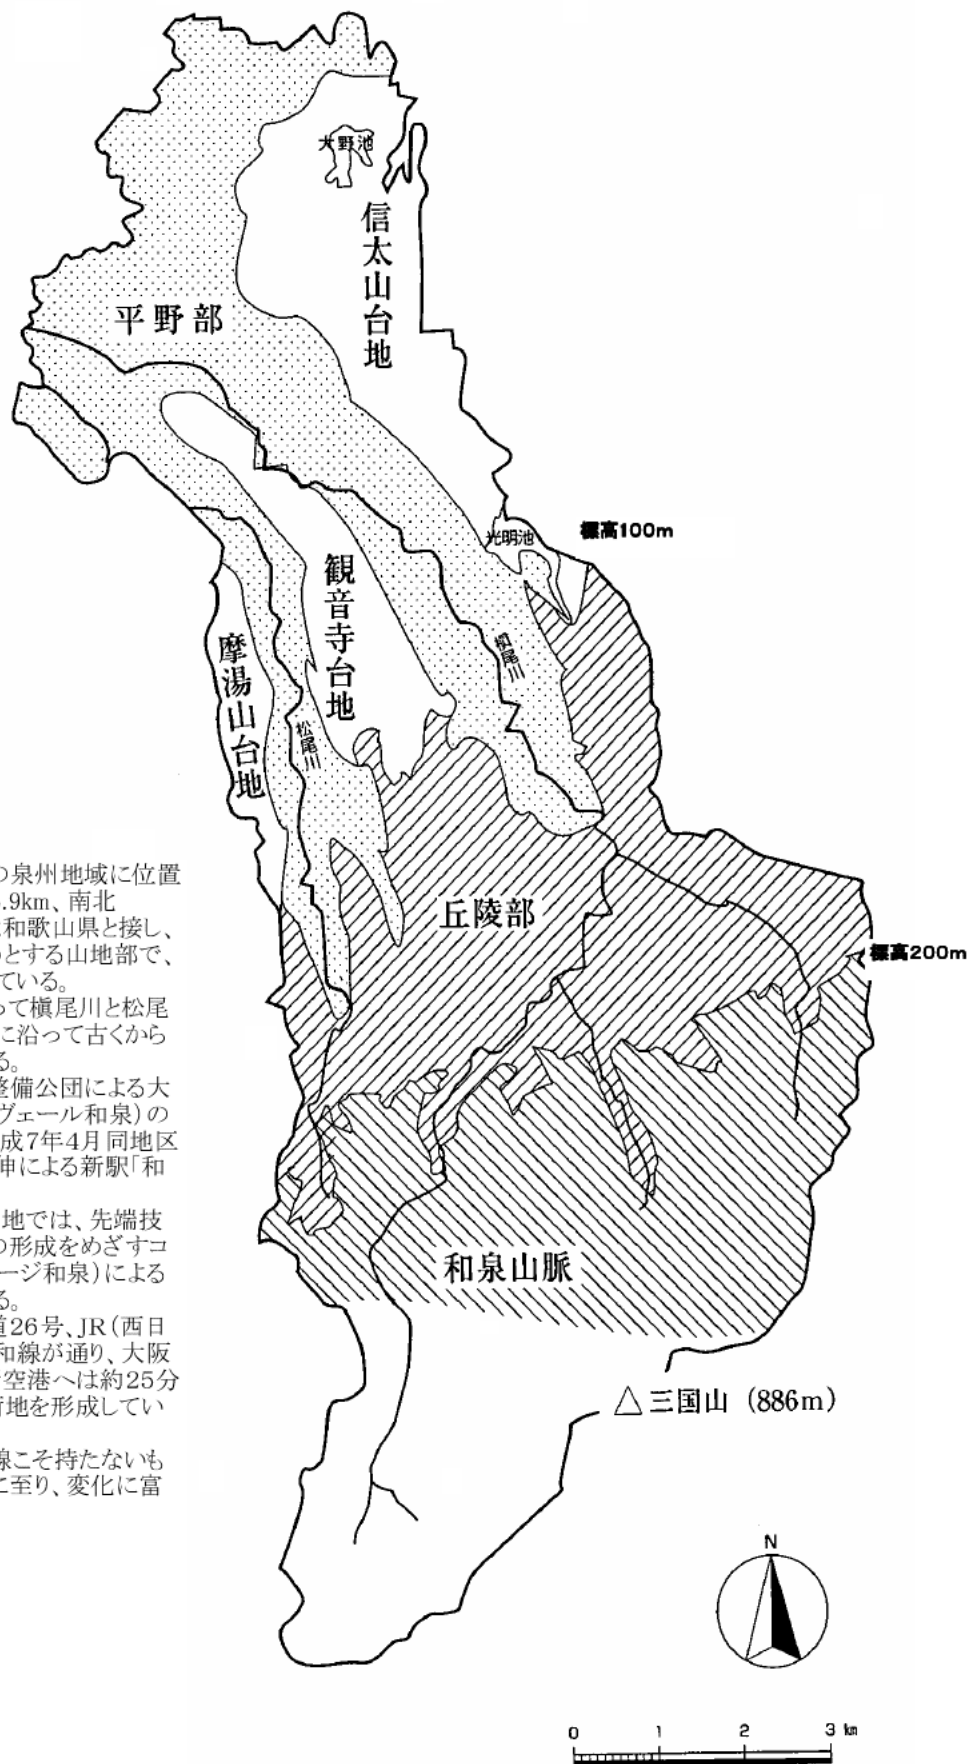 大野池
信太山台地
平野部
光明池
標高100m
観音寺台地
槇尾川
摩湯山台地
松尾川
の泉州地域に位置
.9km、南北
和歌山県と接し、
とする山地部で、
ている。
って槇尾川と松尾
に沿って古くから
る。
整備公団による大
ヴェール和泉)の
成7年4月同地区
伸による新駅「和
地では、先端技
の形成をめざすコ
ージ和泉)による
る。
道26号、JR(西日
和線が通り、大阪
空港へは約25分
街地を形成してい
線こそ持たないも
に至り、変化に富
丘陵部
標高200m
和泉山脈
△三国山 (886m)
N
0 1 2 3 km